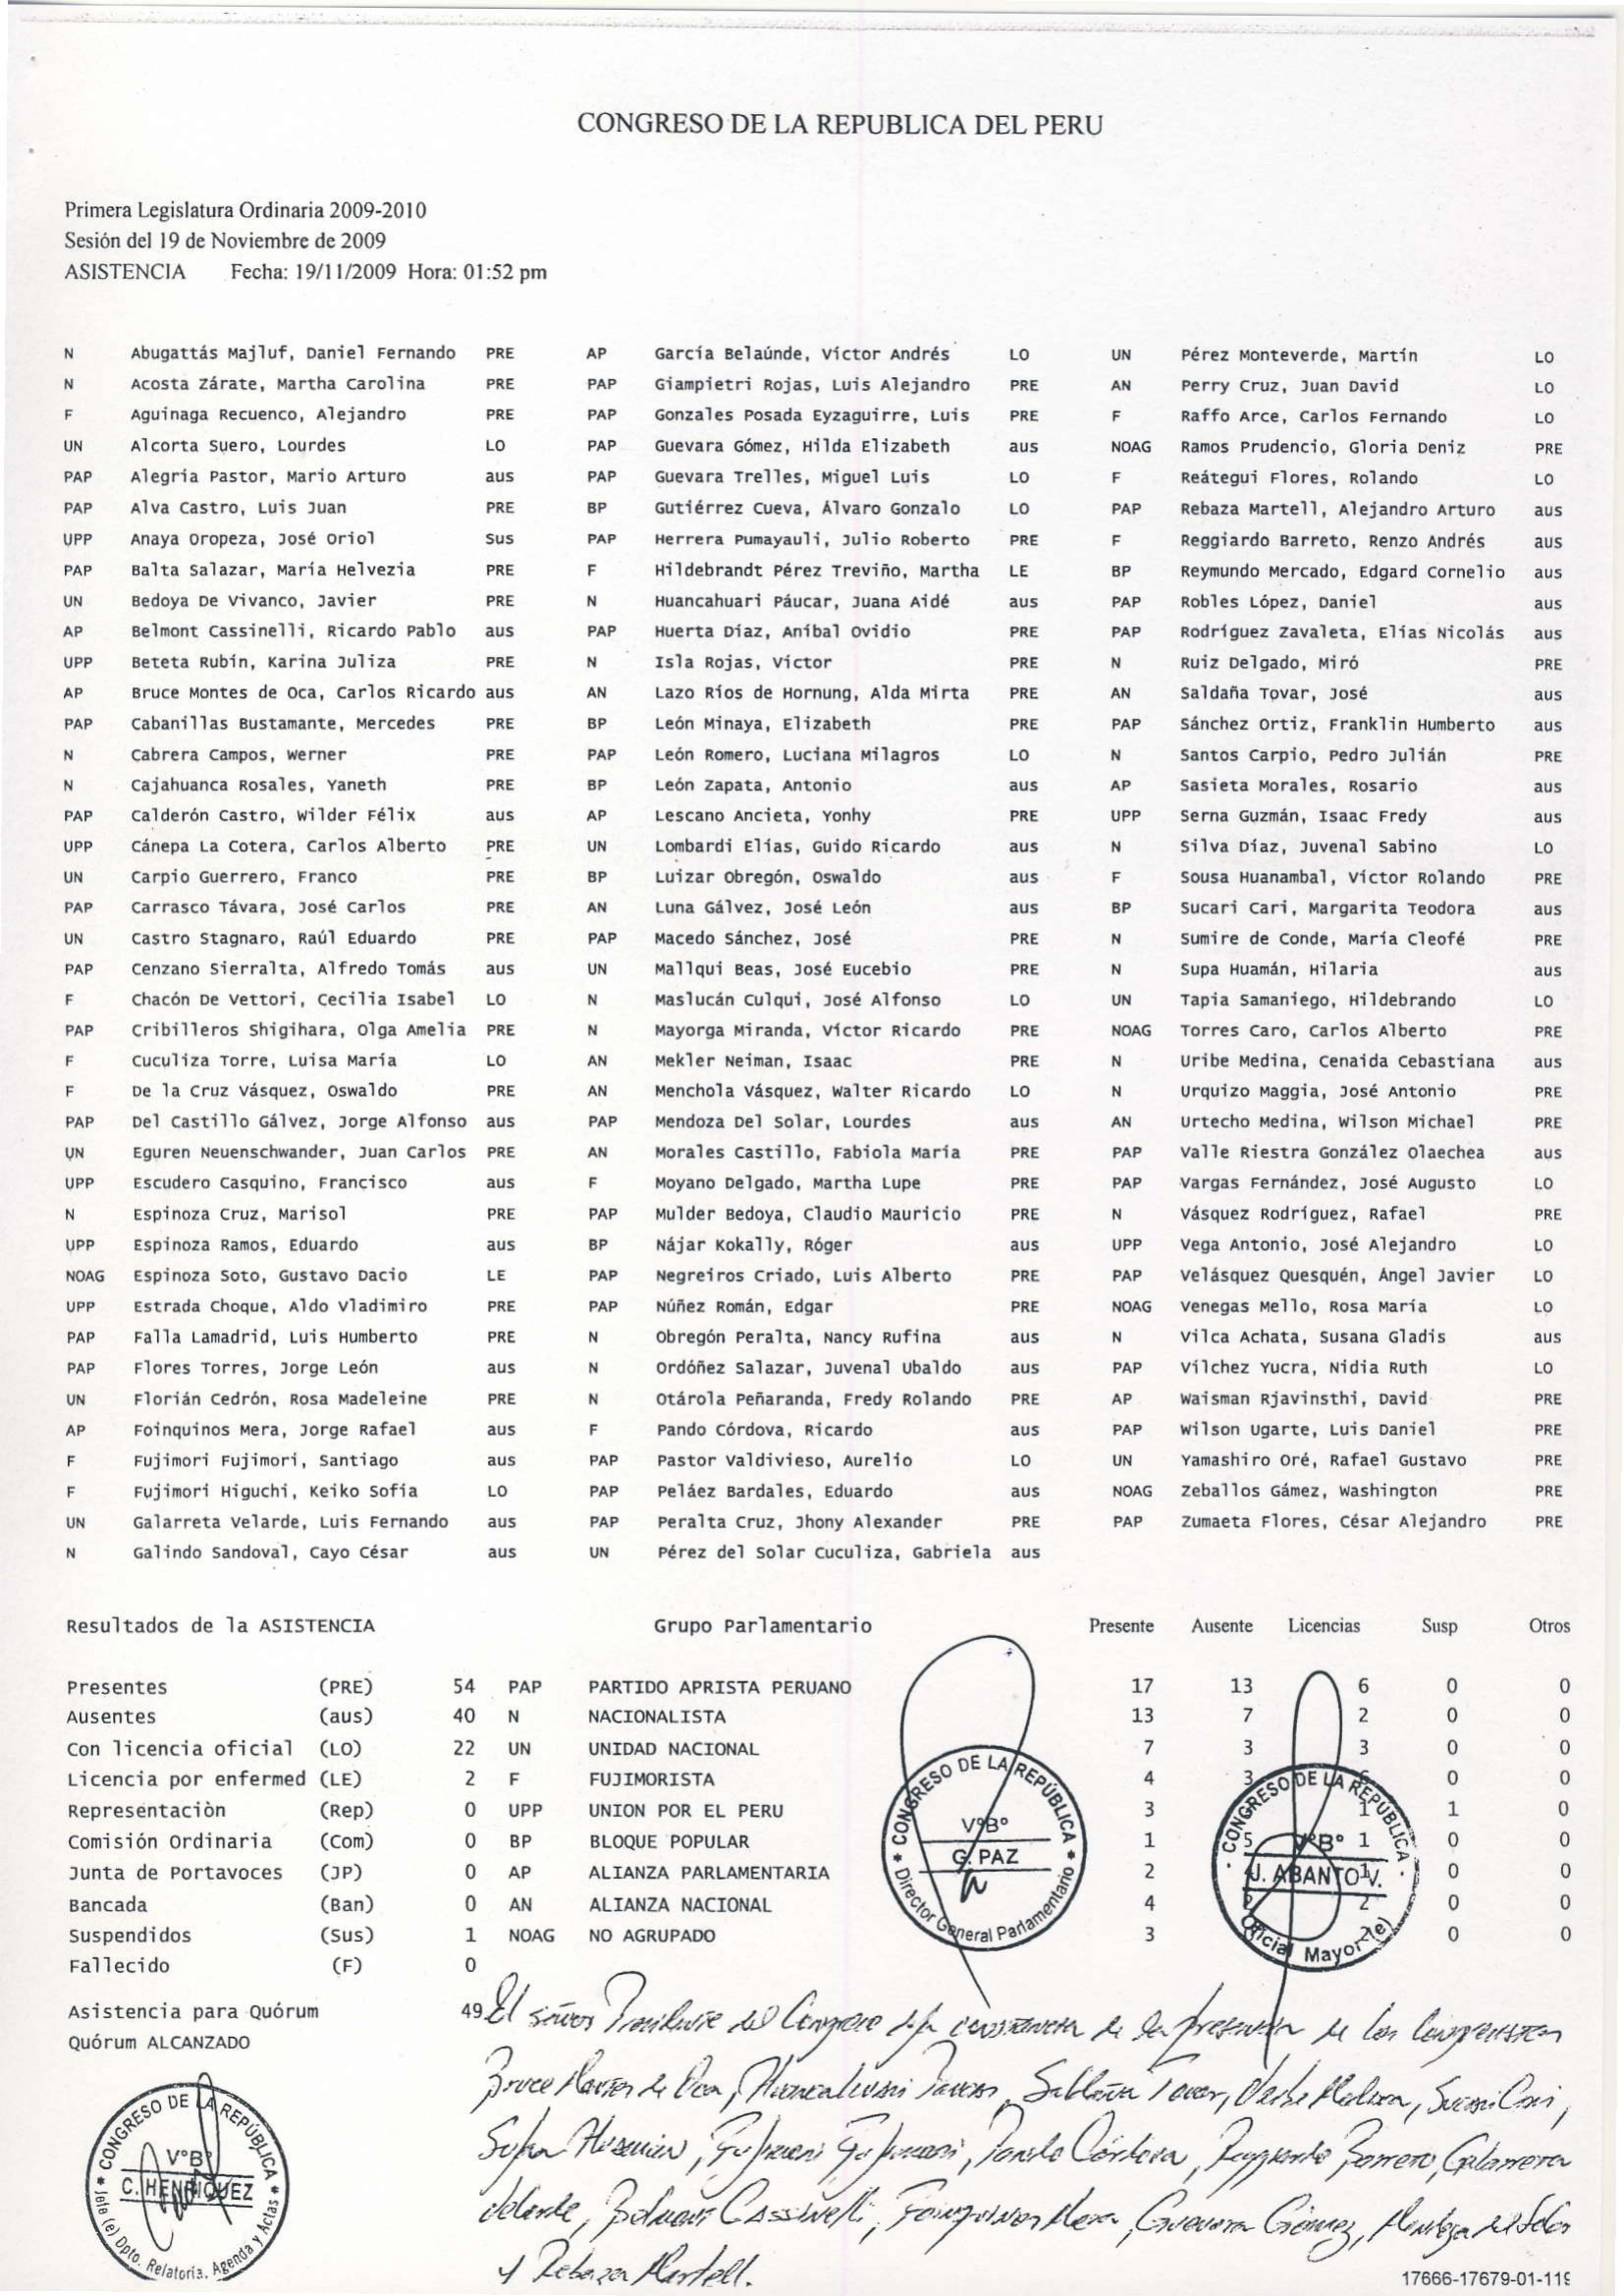 CONGRESO DE LA REPUBLICA DEL PERU
Primera Legislatura Ordinaria 2009-2010
Sesión del 19 de Noviembre de 2009
ASISTENCIA Fecha: 19/11/2009 Hora: 01:52 pm
N Abugattás Majluf, Daniel Fernando PRE AP García Belaúnde, Víctor Andrés LO UN Pérez Monteverde, Martín LO
N Acosta Zárate, Martha Carolina PRE PAP Giampietri Rojas, Luis Alejandro PRE AN Perry Cruz, Juan David LO
F Aguinaga Recuenco, Alejandro PRE PAP Gonzales Posada Eyzaguirre, Luis PRE F Raffo Arce, Carlos Fernando LO
UN Alcorta Suero, Lourdes LO PAP Guevara Gómez, Hilda Elizabeth aus NOAG Ramos Prudencio, Gloria Deniz PRE
PAP Alegría Pastor, Mario Arturo aus PAP Guevara Trelles, Miguel Luis LO F Reátegui Flores, Rolando LO
PAP Alva Castro, Luis Juan PRE BP Gutiérrez Cueva, Álvaro Gonzalo LO PAP Rebaza Martell, Alejandro Arturo aus
UPP Anaya Oropeza, José Oriol Sus PAP Herrera Pumayauli, Julio Roberto PRE F Reggiardo Barreto, Renzo Andrés aus
PAP Balta Salazar, María Helvezia PRE F Hildebrandt Pérez Treviño, Martha LE BP Reymundo Mercado, Edgard Cornelio aus
UN Bedoya De Vivanco, Javier PRE N Huancahuari Páucar, Juana Aidé aus PAP Robles López, Daniel aus
AP Belmont Cassinelli, Ricardo Pablo aus PAP Huerta Díaz, Aníbal Ovidio PRE PAP Rodríguez Zavaleta, Elías Nicolás aus
UPP Beteta Rubín, Karina Juliza PRE N Isla Rojas, Víctor PRE N Ruiz Delgado, Miró PRE
AP Bruce Montes de Oca, Carlos Ricardo aus AN Lazo Ríos de Hornung, Alda Mirta PRE AN Saldaña Tovar, José aus
PAP Cabanillas Bustamante, Mercedes PRE BP León Minaya, Elizabeth PRE PAP Sánchez Ortiz, Franklin Humberto aus
N Cabrera Campos, Werner PRE PAP León Romero, Luciana Milagros LO N Santos Carpio, Pedro Julián PRE
N Cajahuanca Rosales, Yaneth PRE BP León Zapata, Antonio aus AP Sasieta Morales, Rosario aus
PAP Calderón Castro, Wilder Félix aus AP Lescano Ancieta, Yonhy PRE UPP Serna Guzmán, Isaac Fredy aus
UPP Cánepa La Cotera, Carlos Alberto PRE UN Lombardi Elías, Guido Ricardo aus N Silva Díaz, Juvenal Sabino LO
UN Carpio Guerrero, Franco PRE BP Luizar Obregón, Oswaldo aus F Sousa Huanambal, Víctor Rolando PRE
PAP Carrasco Távara, José Carlos PRE AN Luna Gálvez, José León aus BP Sucari Cari, Margarita Teodora aus
UN Castro Stagnaro, Raúl Eduardo PRE PAP Macedo Sánchez, José PRE N Sumire de Conde, María Cleofé PRE
PAP Cenzano Sierralta, Alfredo Tomás aus UN Mallqui Beas, José Eucebio PRE N Supa Huamán, Hilaria aus
F Chacón De Vettori, Cecilia Isabel LO N Maslucán Culqui, José Alfonso LO UN Tapia Samaniego, Hildebrando LO
PAP Cribilleros Shigihara, Olga Amelia PRE N Mayorga Miranda, Víctor Ricardo PRE NOAG Torres Caro, Carlos Alberto PRE
F Cuculiza Torre, Luisa María LO AN Mekler Neiman, Isaac PRE N Uribe Medina, Cenaida Cebastiana aus
F De la Cruz Vásquez, Oswaldo PRE AN Menchola Vásquez, Walter Ricardo LO N Urquizo Maggia, José Antonio PRE
PAP Del Castillo Gálvez, Jorge Alfonso aus PAP Mendoza Del Solar, Lourdes aus AN Urtecho Medina, Wilson Michael PRE
UN Eguren Neuenschwander, Juan Carlos PRE AN Morales Castillo, Fabiola María PRE PAP Valle Riestra González Olaechea aus
UPP Escudero Casquino, Francisco aus F Moyano Delgado, Martha Lupe PRE PAP Vargas Fernández, José Augusto LO
N Espinoza Cruz, Marisol PRE PAP Mulder Bedoya, Claudio Mauricio PRE N Vásquez Rodríguez, Rafael PRE
UPP Espinoza Ramos, Eduardo aus BP Nájar Kokally, Róger aus UPP Vega Antonio, José Alejandro LO
NOAG Espinoza Soto, Gustavo Dacio LE PAP Negreiros Criado, Luis Alberto PRE PAP Velásquez Quesquén, Ángel Javier LO
UPP Estrada Choque, Aldo Vladimiro PRE PAP Núñez Román, Edgar PRE NOAG Venegas Mello, Rosa María LO
PAP Falla Lamadrid, Luis Humberto PRE N Obregón Peralta, Nancy Rufina aus N Vilca Achata, Susana Gladis aus
PAP Flores Torres, Jorge León aus N Ordóñez Salazar, Juvenal Ubaldo aus PAP Vílchez Yucra, Nidia Ruth LO
UN Florián Cedrón, Rosa Madeleine PRE N Otárola Peñaranda, Fredy Rolando PRE AP Waisman Rjavinsthi, David PRE
AP Foinquinos Mera, Jorge Rafael aus F Pando Córdova, Ricardo aus PAP Wilson Ugarte, Luis Daniel PRE
F Fujimori Fujimori, Santiago aus PAP Pastor Valdivieso, Aurelio LO UN Yamashiro Oré, Rafael Gustavo PRE
F Fujimori Higuchi, Keiko Sofía LO PAP Peláez Bardales, Eduardo aus NOAG Zeballos Gámez, Washington PRE
UN Galarreta Velarde, Luis Fernando aus PAP Peralta Cruz, Jhony Alexander PRE PAP Zumaeta Flores, César Alejandro PRE
N Galindo Sandoval, Cayo César aus UN Pérez del Solar Cuculiza, Gabriela aus
Resultados de la ASISTENCIA Grupo Parlamentario Presente Ausente Licencias Susp Otros
Presentes (PRE) 54 PAP PARTIDO APRISTA PERUANO 17 13 6 0 0
Ausentes (aus) 40 N NACIONALISTA 13 7 2 0 0
Con licencia oficial (LO) 22 UN UNIDAD NACIONAL 7 3 3 0 0
Licencia por enfermed (LE) 2 F FUJIMORISTA 4 3 0 0
Representaciòn (Rep) 0 UPP UNION POR EL PERU 3 1 1 0
Comisión Ordinaria (Com) 0 BP BLOQUE POPULAR 1 5 1 0 0
Junta de Portavoces (JP) 0 AP ALIANZA PARLAMENTARIA 2 1 0 0
Bancada (Ban) 0 AN ALIANZA NACIONAL 4 2 2 0 0
Suspendidos (Sus) 1 NOAG NO AGRUPADO 3 2 0 0
Fallecido (F) 0
CONGRESO DE LA REPÚBLICA
V°B°
G. PAZ
Director General Parlamentario
CONGRESO DE LA REPÚBLICA
V°B°
J. ABANTO V.
Oficial Mayor (e)
Asistencia para Quórum 49
Quórum ALCANZADO
El señor Presidente del Congreso deja constancia de la presencia de los Congresistas
Bruce Montes de Oca, Huancahuari Páucar, Saldaña Tovar, Uribe Medina, Sucari Cari,
Supa Huamán, Fujimori Fujimori, Pando Córdova, Reggiardo Barreto, Galarreta
Velarde, Belmont Cassinelli, Foinquinos Mera, Guevara Gómez, Mendoza del Solar
y Rebaza Martell.
CONGRESO DE LA REPÚBLICA
V°B°
C. HENRIQUEZ
Jefe (e) Dpto. Relatoría, Agenda y Actas
17666-17679-01-119